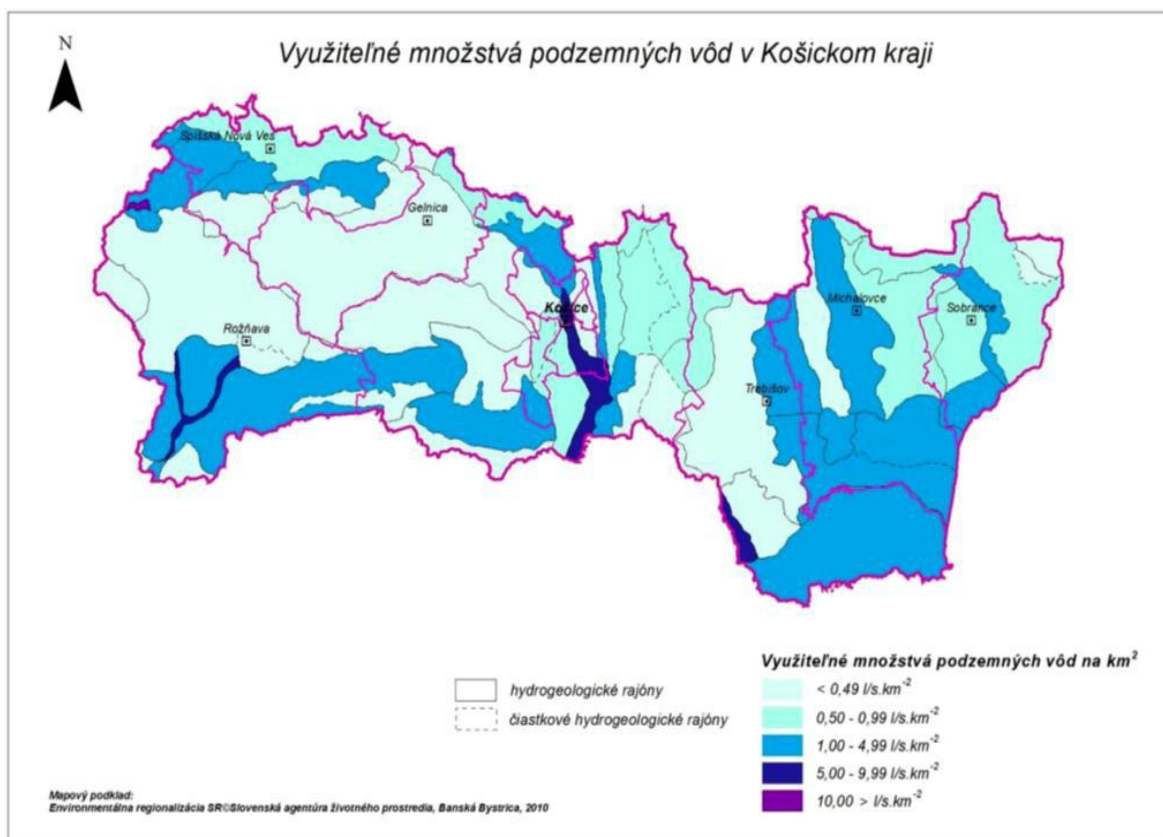 Využiteľné množstvá podzemných vôd v Košickom kraji
N
Spišská Nová Ves
Gelnica
Košice
Michalovce
Sobrance
Rožňava
Trebišov
Využiteľné množstvá podzemných vôd na km²
< 0,49 l/s.km⁻²
0,50 - 0,99 l/s.km⁻²
1,00 - 4,99 l/s.km⁻²
5,00 - 9,99 l/s.km⁻²
10,00 > l/s.km⁻²
hydrogeologické rajóny
čiastkové hydrogeologické rajóny
Mapový podklad:
Environmentálna regionalizácia SR©Slovenská agentúra životného prostredia, Banská Bystrica, 2010